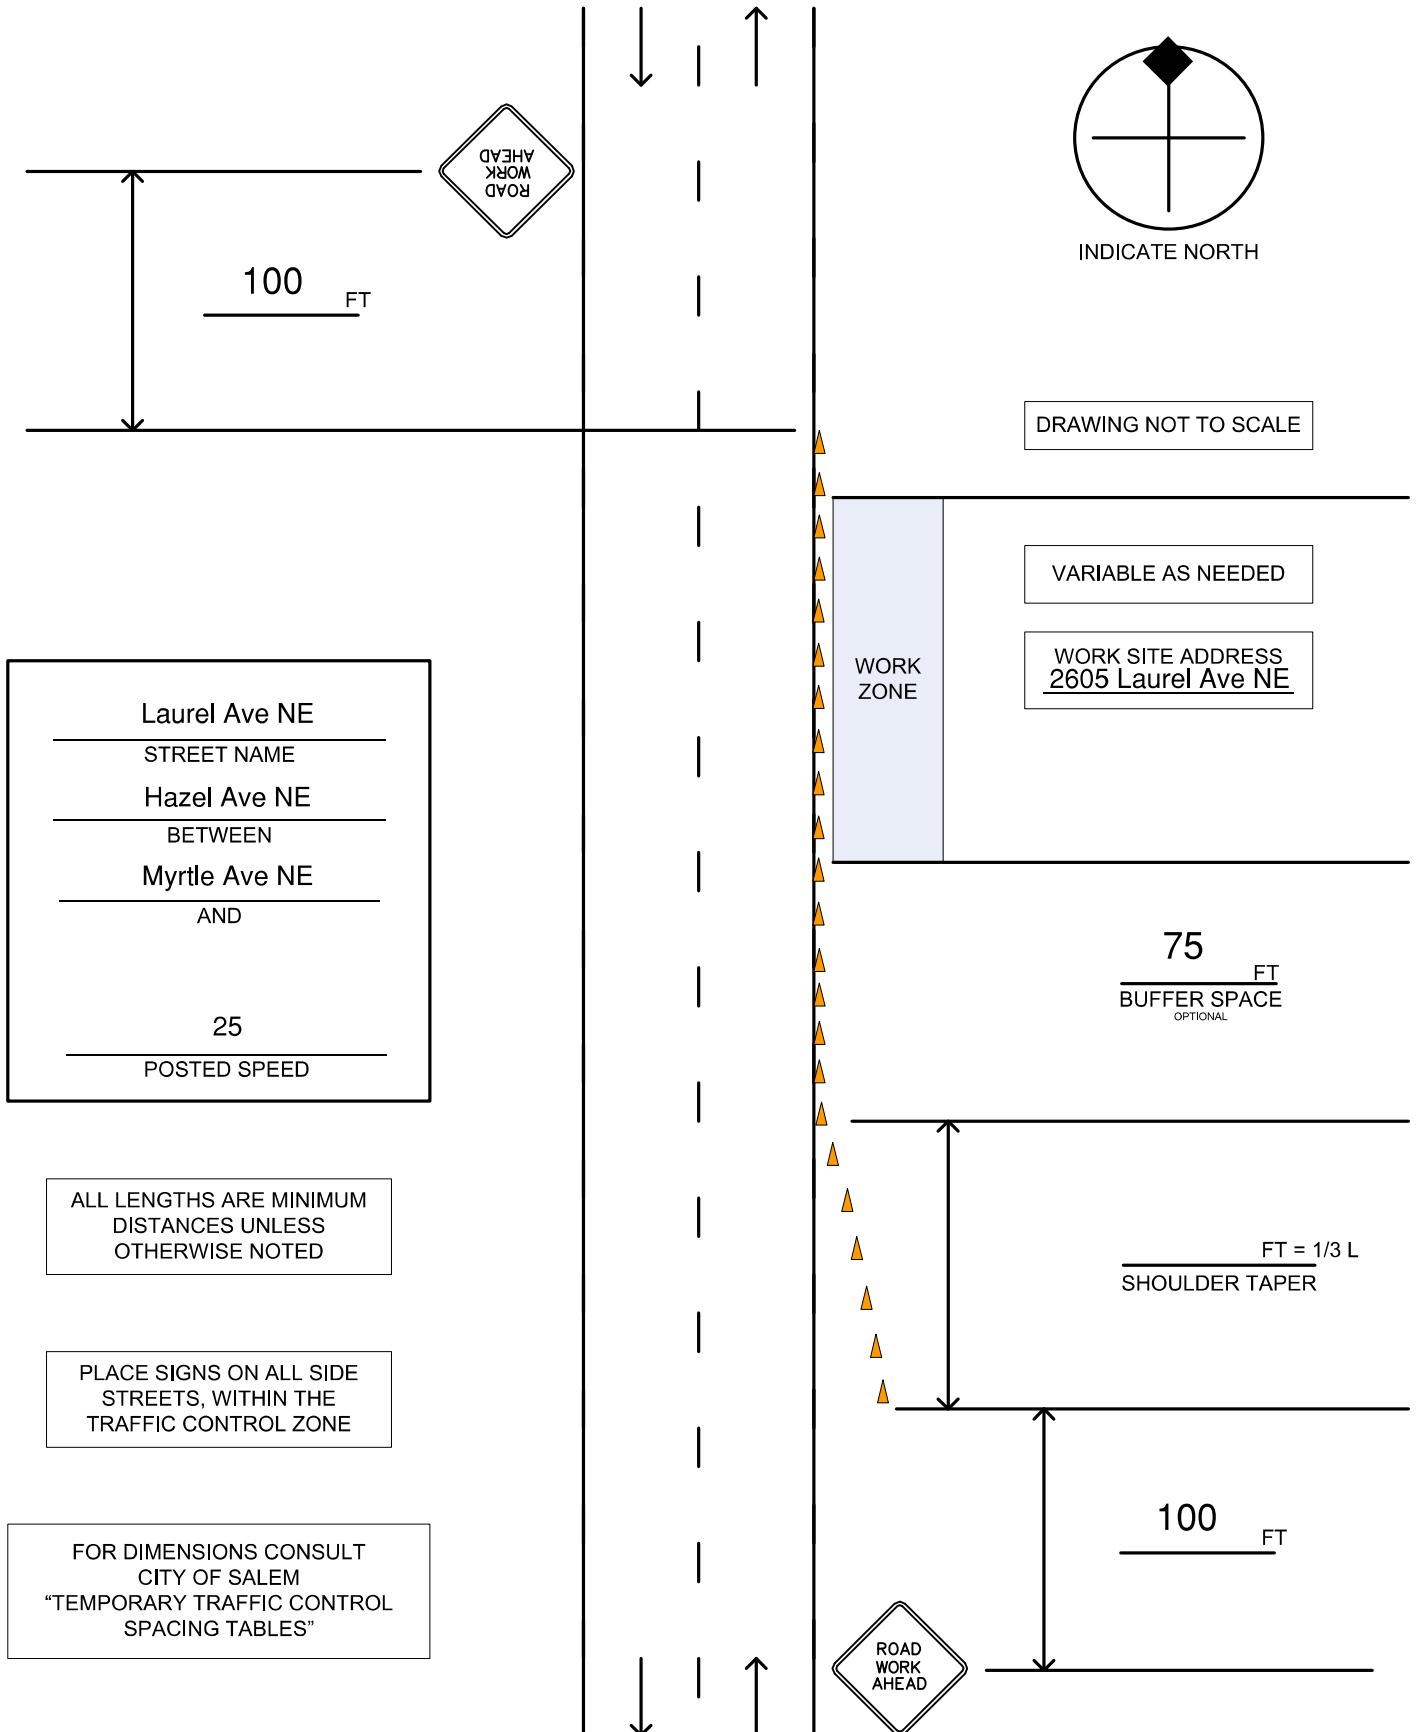 ROAD
WORK
AHEAD
INDICATE NORTH
100 FT
DRAWING NOT TO SCALE
VARIABLE AS NEEDED
WORK SITE ADDRESS
2605 Laurel Ave NE
WORK
ZONE
Laurel Ave NE
STREET NAME
Hazel Ave NE
BETWEEN
Myrtle Ave NE
AND
25
POSTED SPEED
75 FT
BUFFER SPACE
OPTIONAL
ALL LENGTHS ARE MINIMUM
DISTANCES UNLESS
OTHERWISE NOTED
FT = 1/3 L
SHOULDER TAPER
PLACE SIGNS ON ALL SIDE
STREETS, WITHIN THE
TRAFFIC CONTROL ZONE
100 FT
FOR DIMENSIONS CONSULT
CITY OF SALEM
“TEMPORARY TRAFFIC CONTROL
SPACING TABLES”
ROAD
WORK
AHEAD